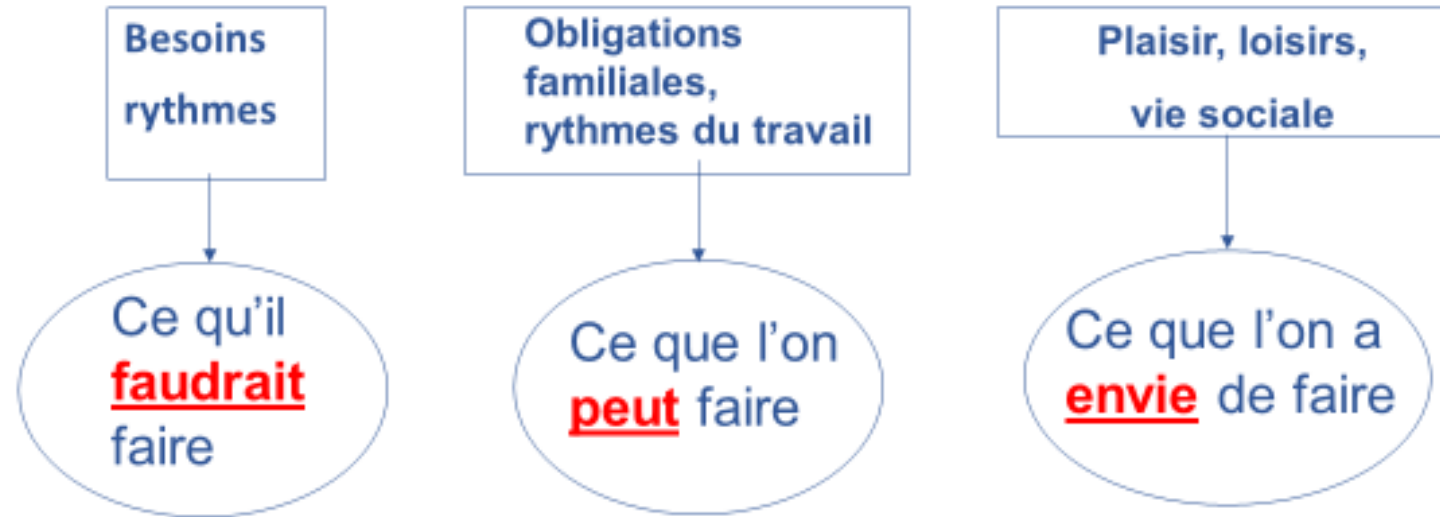 Besoins
rythmes
Obligations
familiales,
rythmes du travail
Plaisir, loisirs,
vie sociale
Ce qu'il
faudrait
faire
Ce que l'on
peut faire
Ce que l'on a
envie de faire